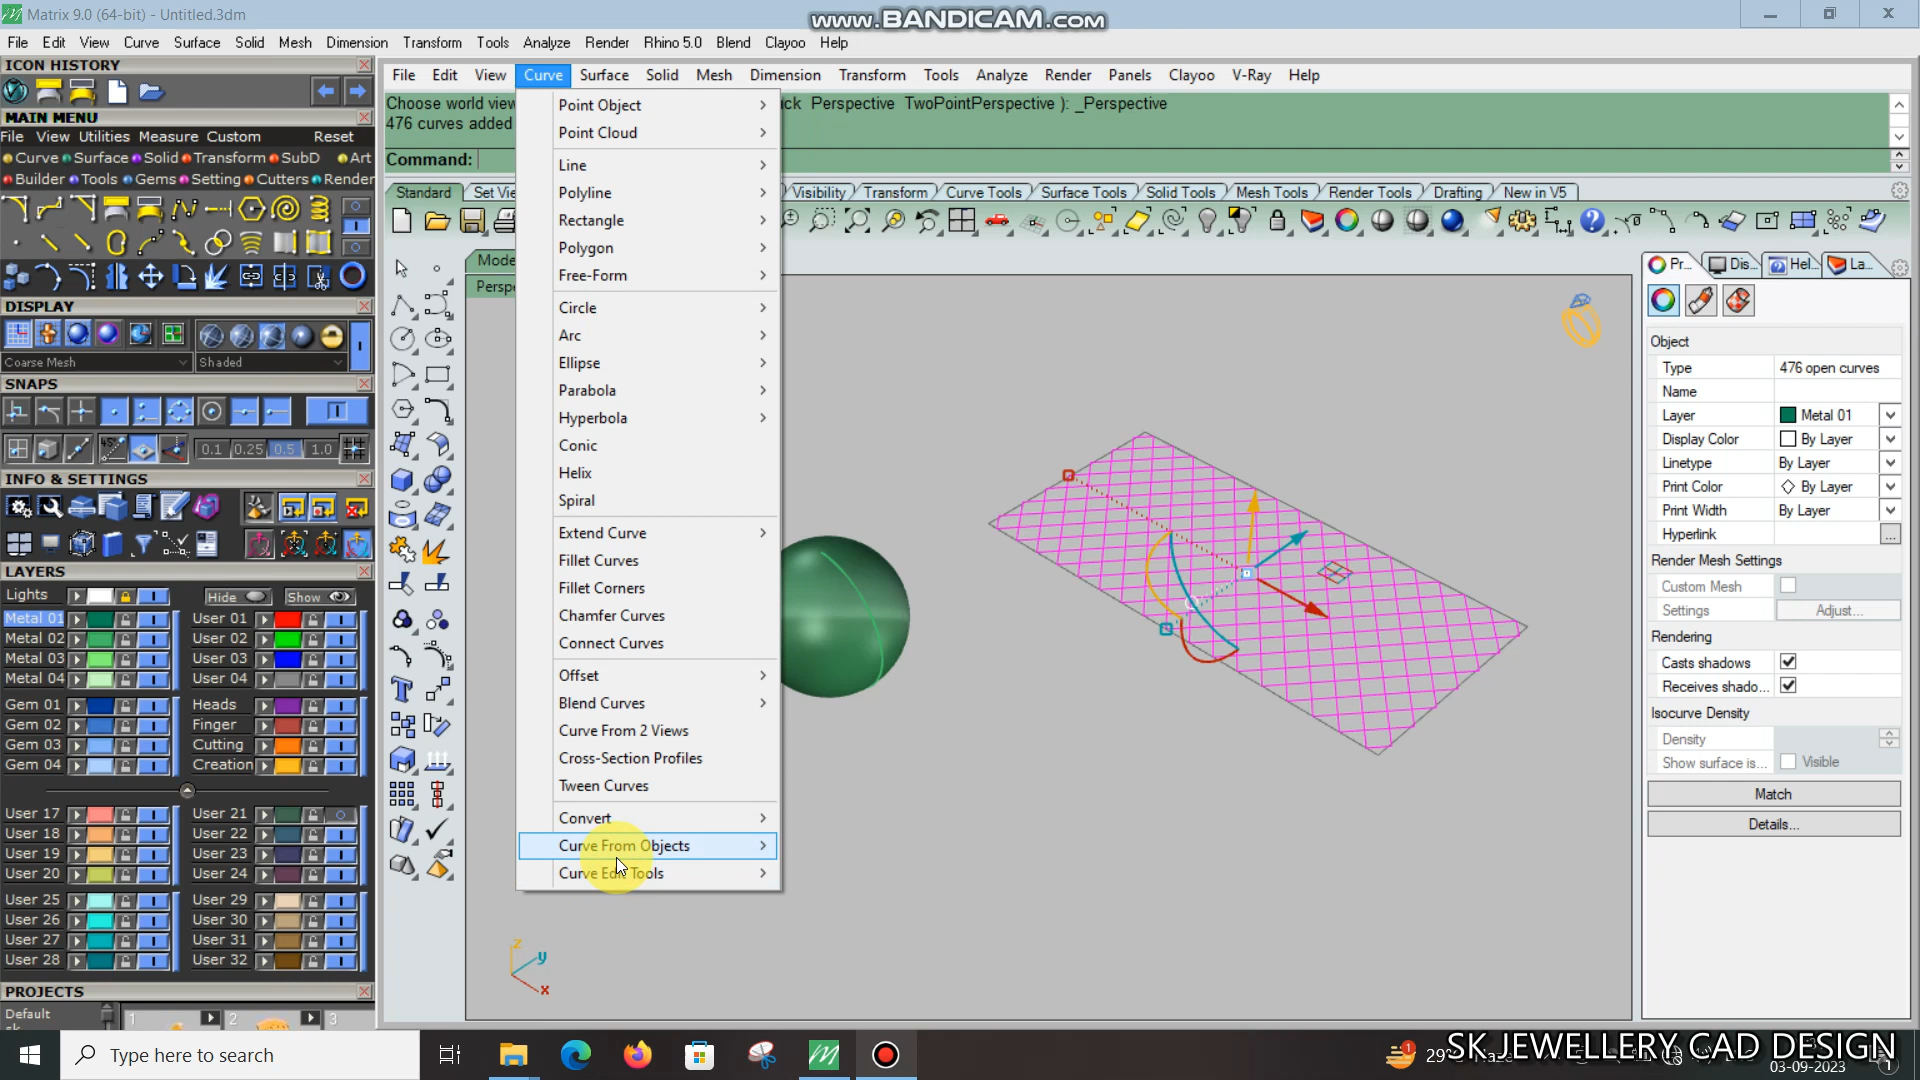 Matrix 9.0 (64-bit) - Untitled.3dm
www.BANDICAM.com
File Edit View Curve Surface Solid Mesh Dimension Transform Tools Analyze Render Rhino 5.0 Blend Clayoo Help
ICON HISTORY
MAIN MENU
File View Utilities Measure Custom Reset
Curve Surface Solid Transform SubD Art
Builder Tools Gems Setting Cutters Render
DISPLAY
Coarse Mesh Shaded
SNAPS
0.1 0.25 0.5 1.0
INFO & SETTINGS
LAYERS
Lights Hide Show
Metal 01 User 01
Metal 02 User 02
Metal 03 User 03
Metal 04 User 04
Gem 01 Heads
Gem 02 Finger
Gem 03 Cutting
Gem 04 Creation
User 17 User 21
User 18 User 22
User 19 User 23
User 20 User 24
User 25 User 29
User 26 User 30
User 27 User 31
User 28 User 32
PROJECTS
Default
1 2 3
File Edit View Curve Surface Solid Mesh Dimension Transform Tools Analyze Render Panels Clayoo V-Ray Help
Choose world view
Perspective TwoPointPerspective ): _Perspective
476 curves added
Command:
Standard Set Vie Visibility Transform Curve Tools Surface Tools Solid Tools Mesh Tools Render Tools Drafting New in V5
Mode
Perspe
Point Object
Point Cloud
Line
Polyline
Rectangle
Polygon
Free-Form
Circle
Arc
Ellipse
Parabola
Hyperbola
Conic
Helix
Spiral
Extend Curve
Fillet Curves
Fillet Corners
Chamfer Curves
Connect Curves
Offset
Blend Curves
Curve From 2 Views
Cross-Section Profiles
Tween Curves
Convert
Curve From Objects
Curve Edit Tools
z
y
x
Pr... Dis... Hel... La...
Object
Type 476 open curves
Name
Layer Metal 01
Display Color By Layer
Linetype By Layer
Print Color By Layer
Print Width By Layer
Hyperlink ...
Render Mesh Settings
Custom Mesh
Settings Adjust...
Rendering
Casts shadows
Receives shado...
Isocurve Density
Density
Show surface is... Visible
Match
Details...
Type here to search
SK JEWELLERY CAD DESIGN
03-09-2023